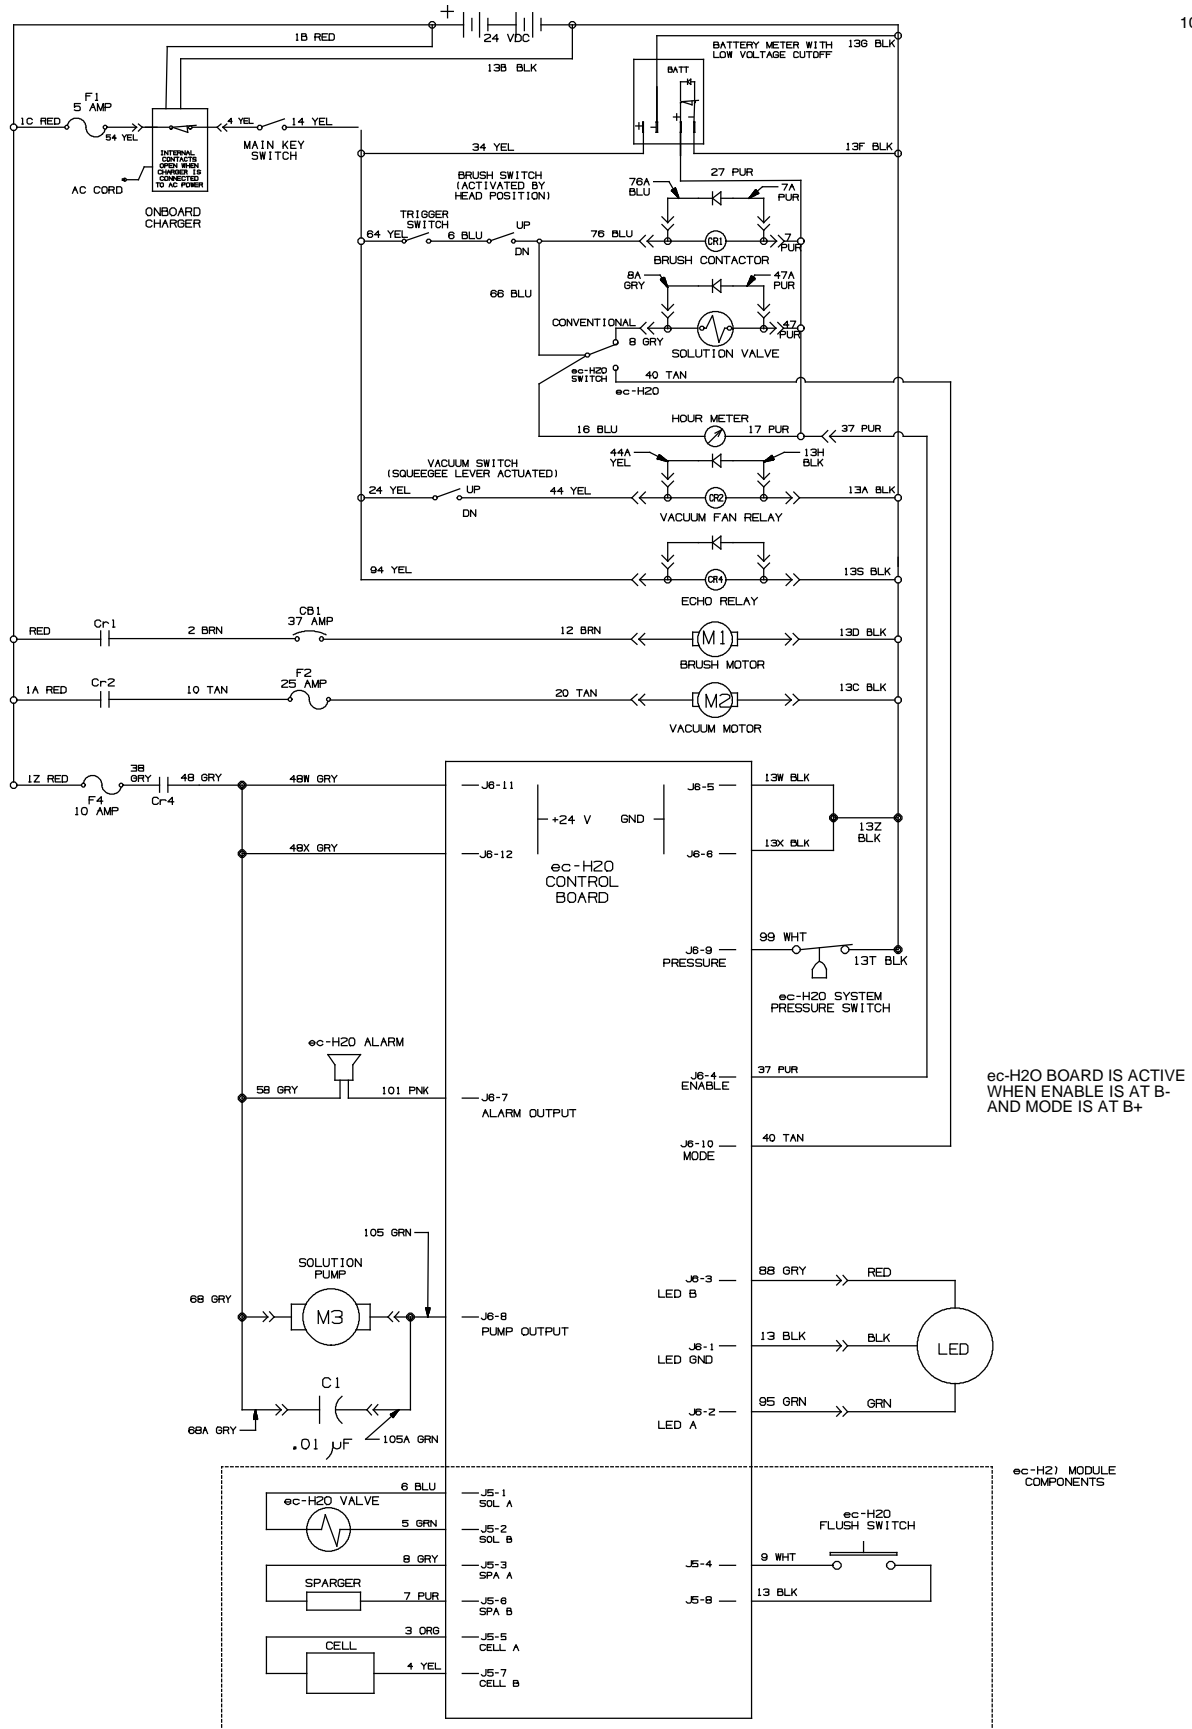 10
+
24 VDC
1B RED
13B BLK
BATTERY METER WITH
LOW VOLTAGE CUTOFF
13G BLK
BATT
+ -
+ -
F1
5 AMP
1C RED
54 YEL
4 YEL
14 YEL
MAIN KEY
SWITCH
INTERNAL
CONTACTS
OPEN WHEN
CHARGER IS
CONNECTED
TO AC POWER
AC CORD
ONBOARD
CHARGER
34 YEL
13F BLK
27 PUR
BRUSH SWITCH
(ACTIVATED BY
HEAD POSITION)
76A
BLU
7A
PUR
TRIGGER
SWITCH
64 YEL
6 BLU
UP
DN
76 BLU
CR1
7
PUR
BRUSH CONTACTOR
8A
GRY
47A
PUR
66 BLU
CONVENTIONAL
8 GRY
47
PUR
SOLUTION VALVE
ec-H2O
SWITCH
40 TAN
ec-H2O
HOUR METER
16 BLU
17 PUR
37 PUR
44A
YEL
13H
BLK
VACUUM SWITCH
(SQUEEGEE LEVER ACTUATED)
24 YEL
UP
DN
44 YEL
CR2
13A BLK
VACUUM FAN RELAY
94 YEL
CR4
13S BLK
ECHO RELAY
RED
Cr1
2 BRN
CB1
37 AMP
12 BRN
M1
13D BLK
BRUSH MOTOR
1A RED
Cr2
10 TAN
F2
25 AMP
20 TAN
M2
13C BLK
VACUUM MOTOR
1Z RED
F4
10 AMP
38
GRY
Cr4
48 GRY
48W GRY
J6-11
J6-5
13W BLK
+24 V
GND
13Z
BLK
48X GRY
J6-12
J6-6
13X BLK
ec-H2O
CONTROL
BOARD
J6-9
PRESSURE
99 WHT
13T BLK
ec-H2O SYSTEM
PRESSURE SWITCH
ec-H2O ALARM
58 GRY
101 PNK
J6-7
ALARM OUTPUT
J6-4
ENABLE
37 PUR
ec-H2O BOARD IS ACTIVE
WHEN ENABLE IS AT B-
AND MODE IS AT B+
J6-10
MODE
40 TAN
105 GRN
SOLUTION
PUMP
68 GRY
M3
J6-8
PUMP OUTPUT
J6-3
LED B
88 GRY
RED
J6-1
LED GND
13 BLK
BLK
LED
J6-2
LED A
95 GRN
GRN
C1
68A GRY
.01 µF
105A GRN
ec-H2) MODULE
COMPONENTS
6 BLU
J5-1
SOL A
ec-H2O VALVE
5 GRN
J5-2
SOL B
8 GRY
J5-3
SPA A
SPARGER
7 PUR
J5-6
SPA B
3 ORG
J5-5
CELL A
CELL
4 YEL
J5-7
CELL B
ec-H2O
FLUSH SWITCH
J5-4
9 WHT
J5-8
13 BLK